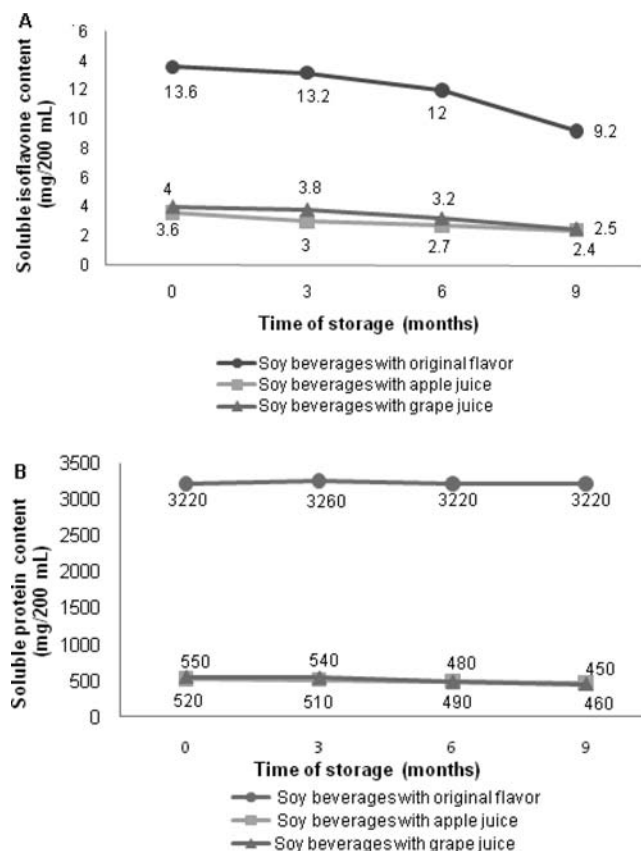 A
Soluble isoflavone content
(mg/200 mL)
6
4
12
10
8
6
4
2
0
13.6
13.2
12
9.2
4
3.8
3.2
2.5
3.6
3
2.7
2.4
0 3 6 9
Time of storage (months)
Soy beverages with original flavor
Soy beverages with apple juice
Soy beverages with grape juice
B
Soluble protein content
(mg/200 mL)
3500
3000
2500
2000
1500
1000
500
0
3220 3260 3220 3220
550 540 480 450
520 510 490 460
0 3 6 9
Time of storage (months)
Soy beverages with original flavor
Soy beverages with apple juice
Soy beverages with grape juice